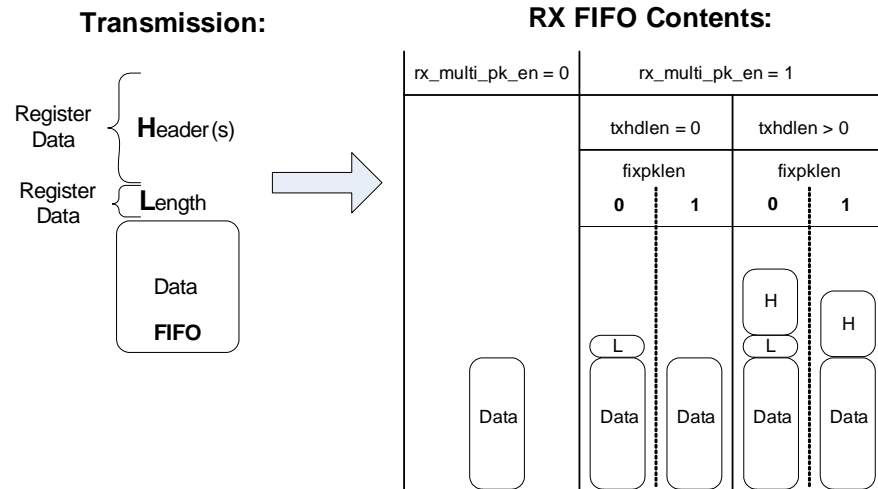 Transmission:
RX FIFO Contents:
Register
Data
Header(s)
Register
Data
Length
Data
FIFO
rx_multi_pk_en = 0
rx_multi_pk_en = 1
txhdlen = 0
txhdlen > 0
fixpklen
fixpklen
0
1
0
1
H
H
L
L
Data
Data
Data
Data
Data